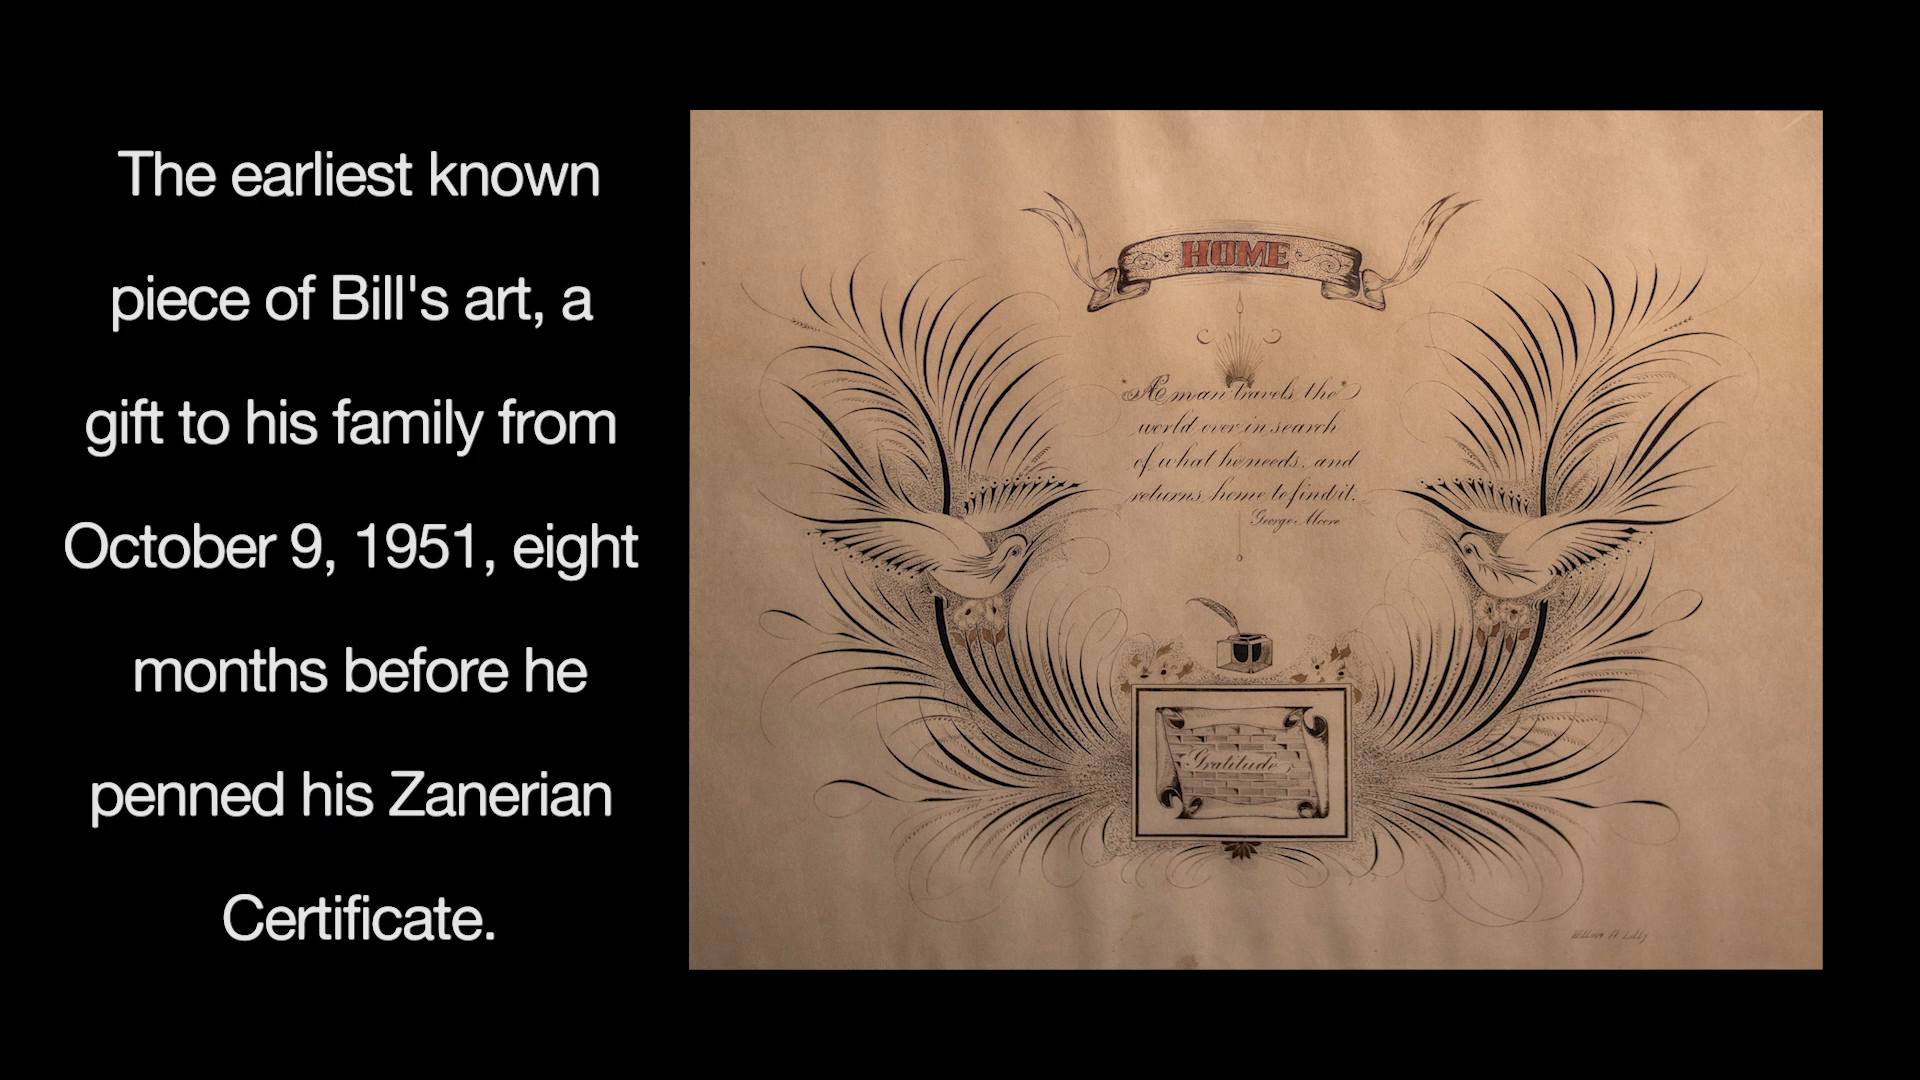 The earliest known
piece of Bill's art, a
gift to his family from
October 9, 1951, eight
months before he
penned his Zanerian
Certificate.
HOME
A man travels the
world over in search
of what he needs, and
returns home to find it.
George Moore
Gratitude
William A Lilly